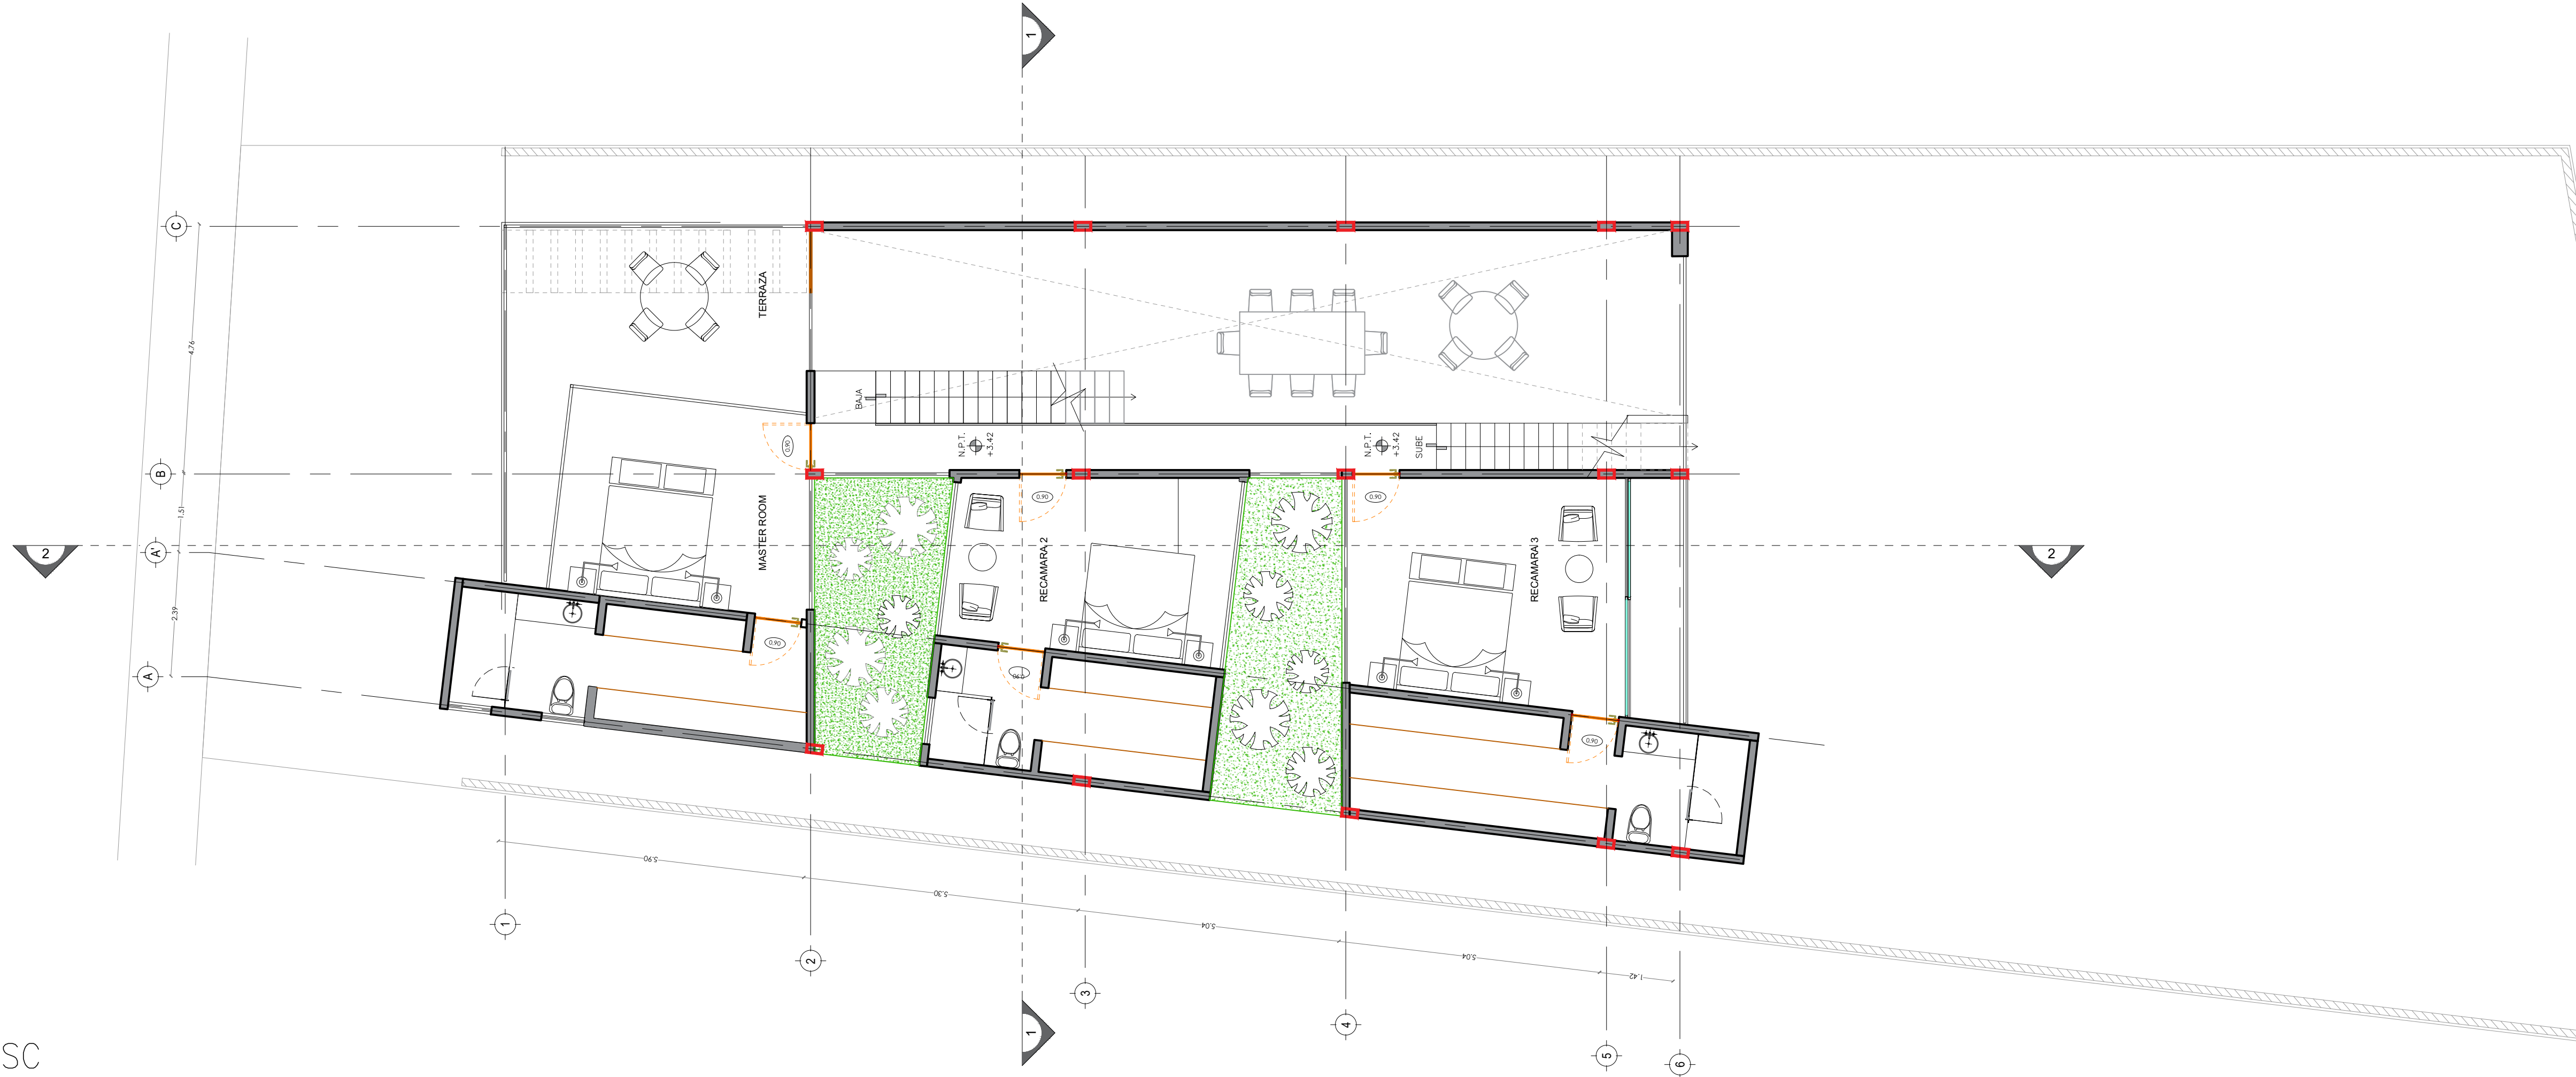 1
C
4.76
TERRAZA
BAJA
0.90
N.P.T.
+3.42
N.P.T.
+3.42
SUBE
B
1.51
MASTER ROOM
0.90
RECAMARA 2
0.90
RECAMARA 3
2
A'
2
2.39
0.90
0.90
0.90
A
5.90
5.30
5.04
5.04
1.42
1
2
3
4
5
6
1
SC